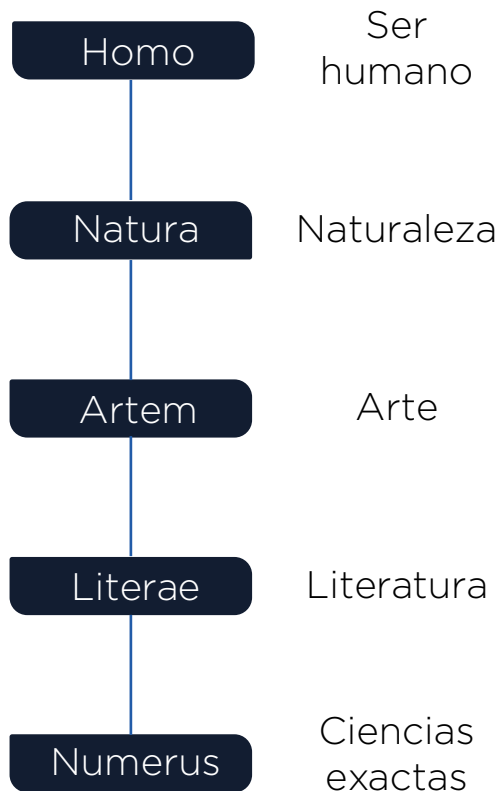 Homo
Ser
humano
Natura
Naturaleza
Artem
Arte
Literae
Literatura
Numerus
Ciencias
exactas